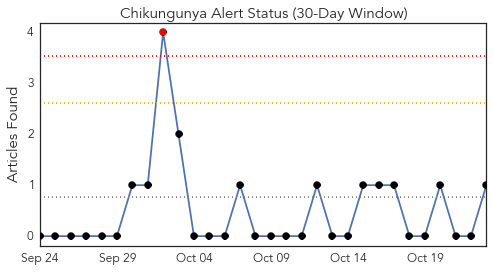 Chikungunya Alert Status (30-Day Window)
Articles Found
4
3
2
1
0
Sep 24 Sep 29 Oct 04 Oct 09 Oct 14 Oct 19